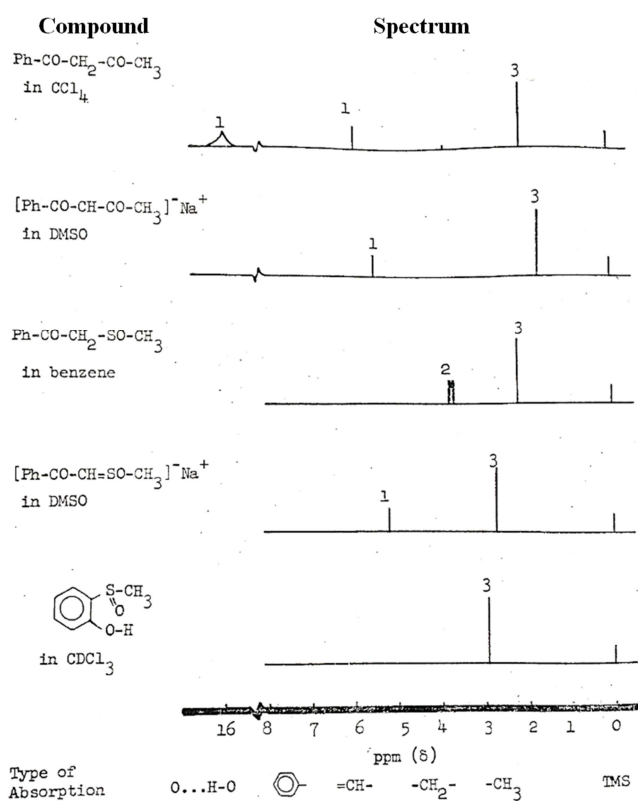 Compound Spectrum
Ph-CO-CH2-CO-CH3
in CCl4
3
1
1
[Ph-CO-CH-CO-CH3]-Na+
in DMSO
3
1
Ph-CO-CH2-SO-CH3
in benzene
3
2
[Ph-CO-CH=SO-CH3]-Na+
in DMSO
3
1
S-CH3
O
O-H
in CDCl3
3
16 8 7 6 5 4 3 2 1 0
ppm (δ)
Type of
Absorption
O...H-O =CH- -CH2- -CH3 TMS